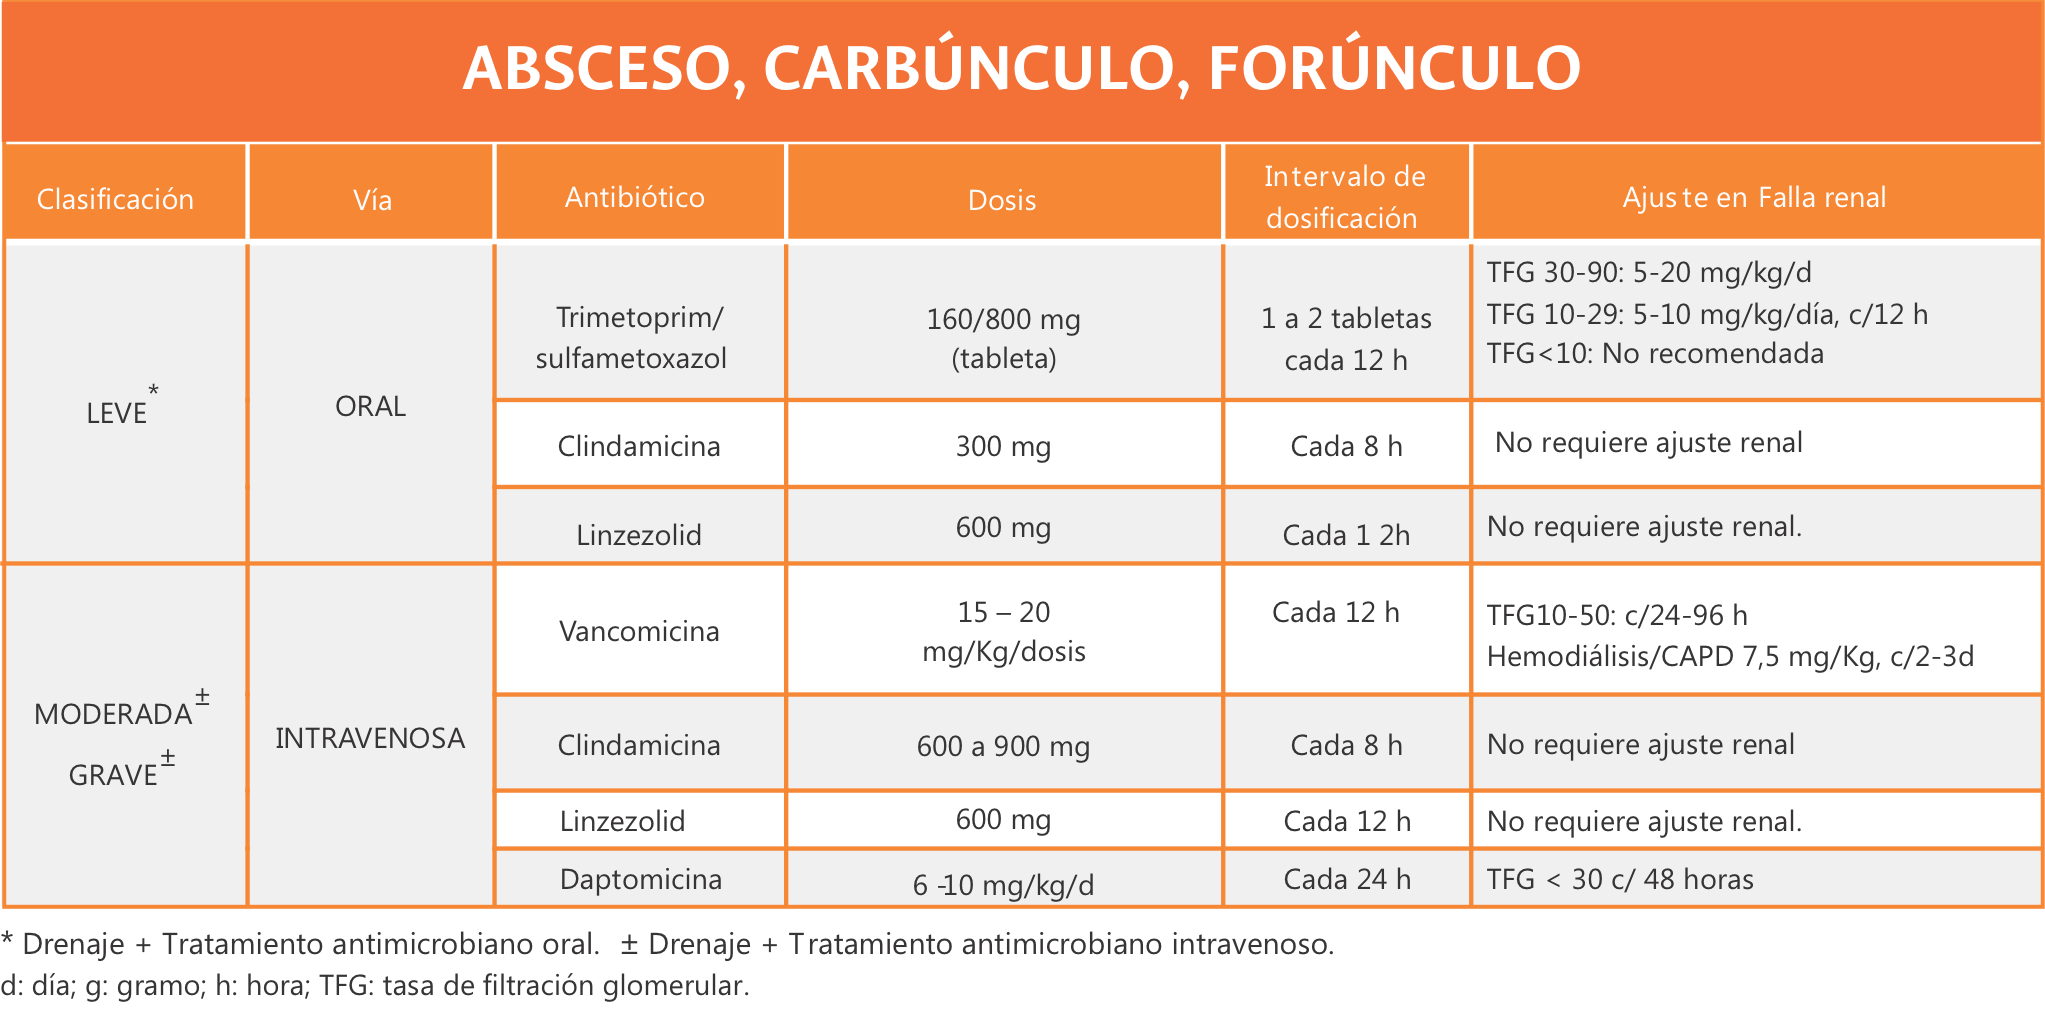 ABSCESO, CARBÚNCULO, FORÚNCULO
Clasificación
Vía
Antibiótico
Dosis
Intervalo de
dosificación
Ajuste en Falla renal
LEVE*
ORAL
Trimetoprim/
sulfametoxazol
160/800 mg
(tableta)
1 a 2 tabletas
cada 12 h
TFG 30-90: 5-20 mg/kg/d
TFG 10-29: 5-10 mg/kg/día, c/12 h
TFG<10: No recomendada
Clindamicina
300 mg
Cada 8 h
No requiere ajuste renal
Linzezolid
600 mg
Cada 1 2h
No requiere ajuste renal.
MODERADA±
GRAVE±
INTRAVENOSA
Vancomicina
15 – 20
mg/Kg/dosis
Cada 12 h
TFG10-50: c/24-96 h
Hemodiálisis/CAPD 7,5 mg/Kg, c/2-3d
Clindamicina
600 a 900 mg
Cada 8 h
No requiere ajuste renal
Linzezolid
600 mg
Cada 12 h
No requiere ajuste renal.
Daptomicina
6 -10 mg/kg/d
Cada 24 h
TFG < 30 c/ 48 horas
* Drenaje + Tratamiento antimicrobiano oral. ± Drenaje + Tratamiento antimicrobiano intravenoso.
d: día; g: gramo; h: hora; TFG: tasa de filtración glomerular.